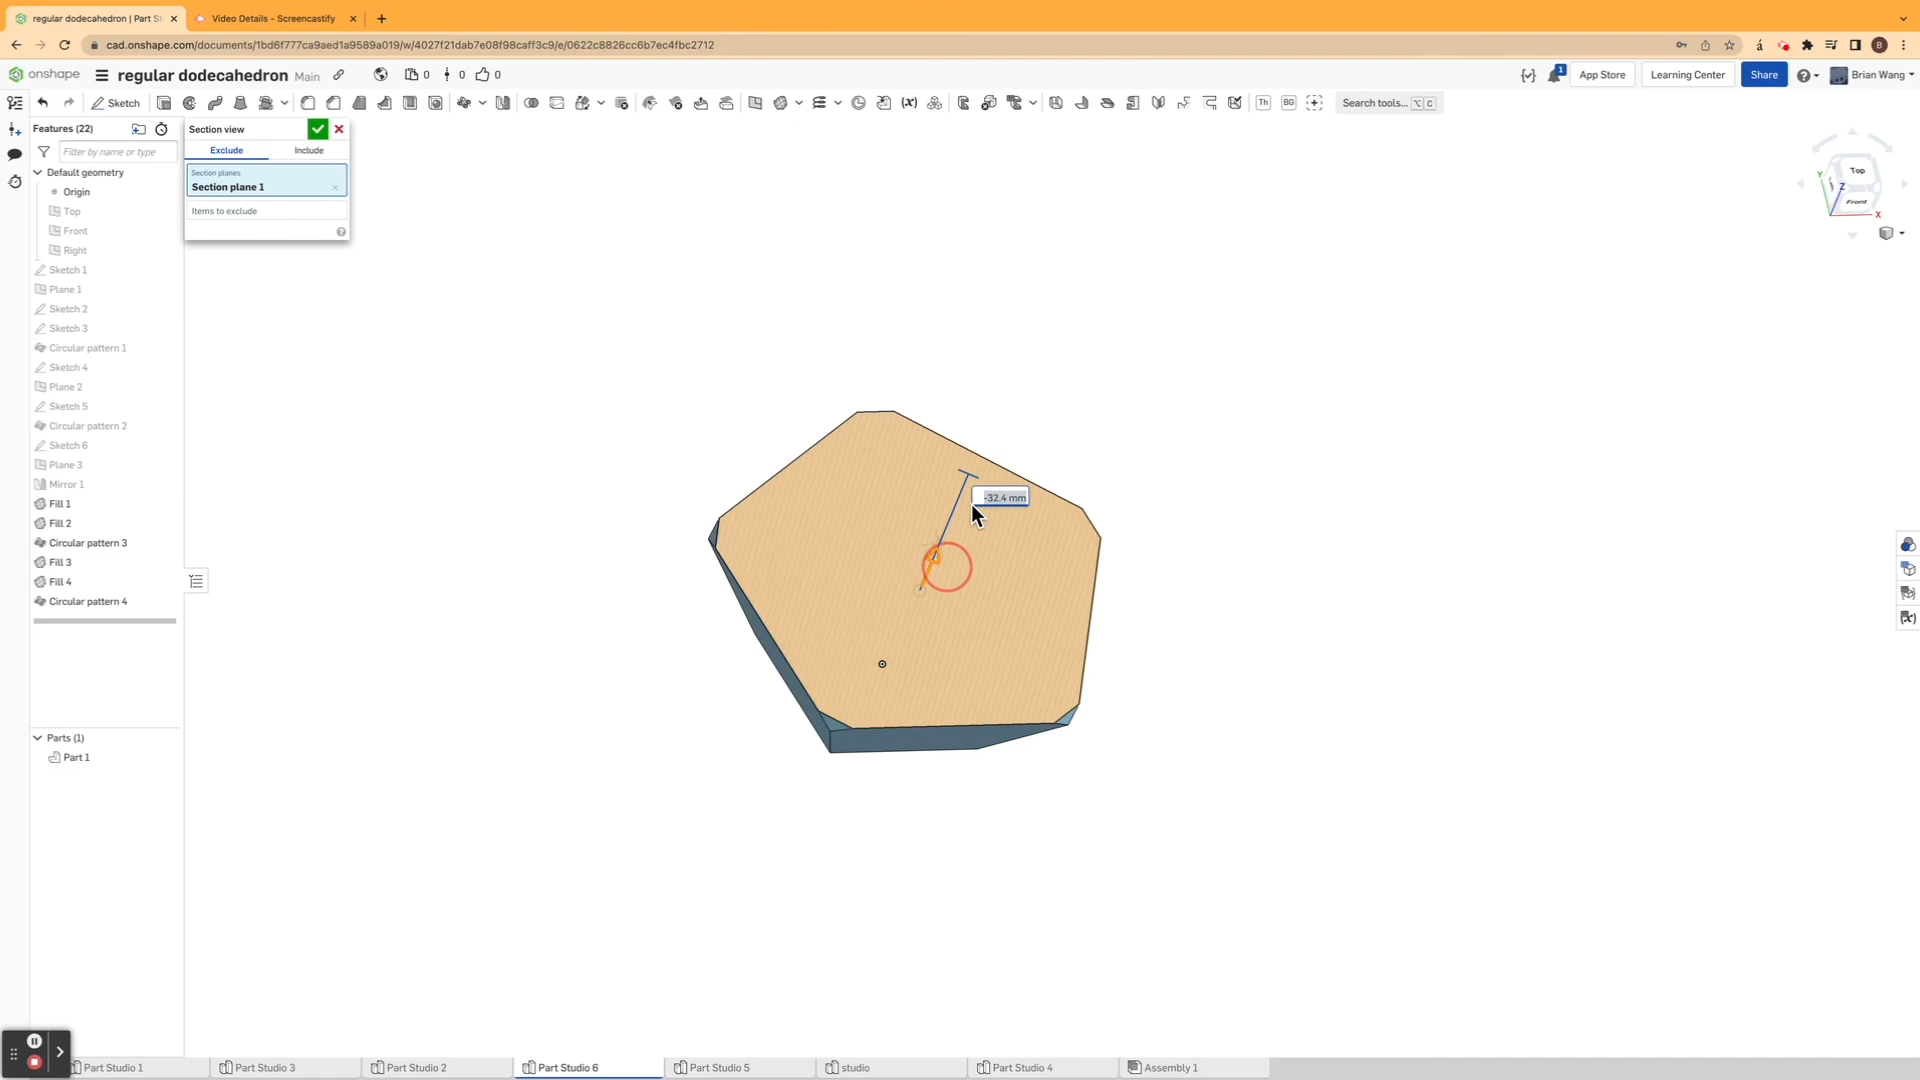 regular dodecahedron | Part St
Video Details - Screencastify
cad.onshape.com/documents/1bd6f777ca9aed1a9589a019/w/4027f21dab7e08f98caff3c9/e/0622c8826cc6b7ec4fbc2712
B
onshape
regular dodecahedron Main
0
0
0
1
App Store
Learning Center
Share
Brian Wang
Sketch
Th
BG
Search tools... ⌥ C
Features (22)
Filter by name or type
Default geometry
Origin
Top
Front
Right
Sketch 1
Plane 1
Sketch 2
Sketch 3
Circular pattern 1
Sketch 4
Plane 2
Sketch 5
Circular pattern 2
Sketch 6
Plane 3
Mirror 1
Fill 1
Fill 2
Circular pattern 3
Fill 3
Fill 4
Circular pattern 4
Parts (1)
Part 1
Section view
Exclude
Include
Section planes
Section plane 1
Items to exclude
-32.4 mm
Top
Front
Y
Z
X
Part Studio 1
Part Studio 3
Part Studio 2
Part Studio 6
Part Studio 5
studio
Part Studio 4
Assembly 1